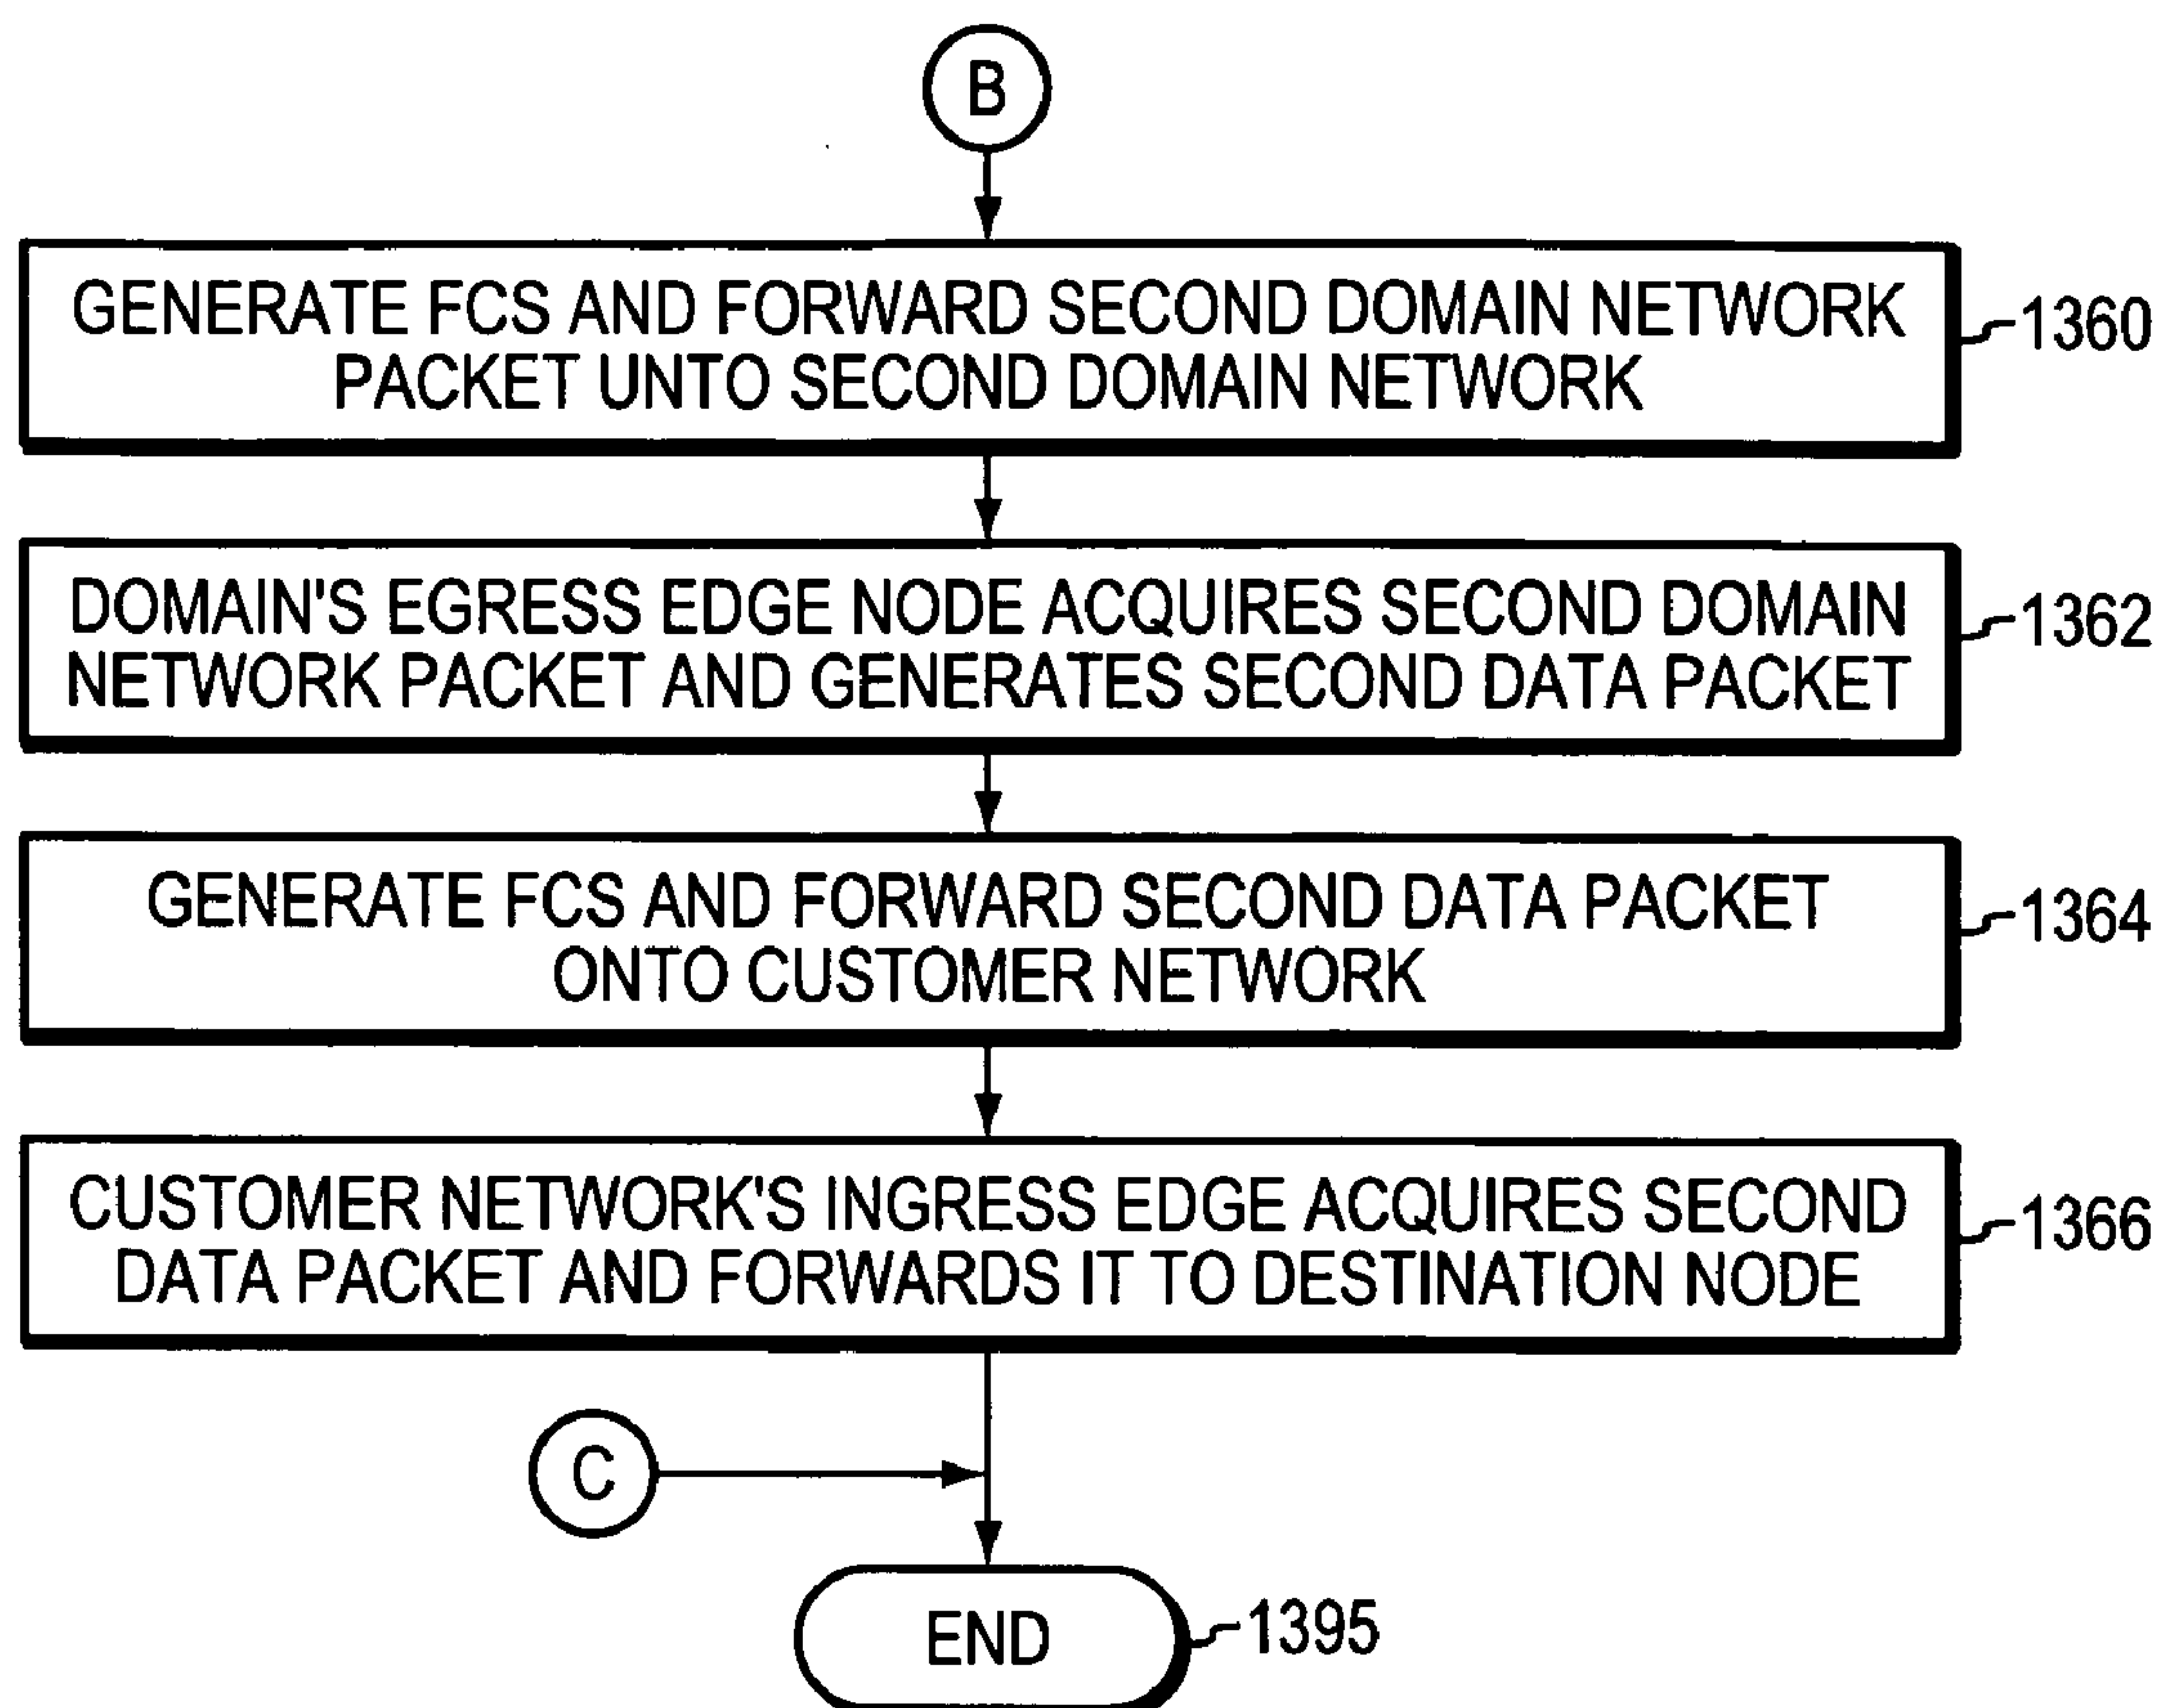 B
GENERATE FCS AND FORWARD SECOND DOMAIN NETWORK
PACKET UNTO SECOND DOMAIN NETWORK
1360
DOMAIN'S EGRESS EDGE NODE ACQUIRES SECOND DOMAIN
NETWORK PACKET AND GENERATES SECOND DATA PACKET
1362
GENERATE FCS AND FORWARD SECOND DATA PACKET
ONTO CUSTOMER NETWORK
1364
CUSTOMER NETWORK'S INGRESS EDGE ACQUIRES SECOND
DATA PACKET AND FORWARDS IT TO DESTINATION NODE
1366
C
END
1395